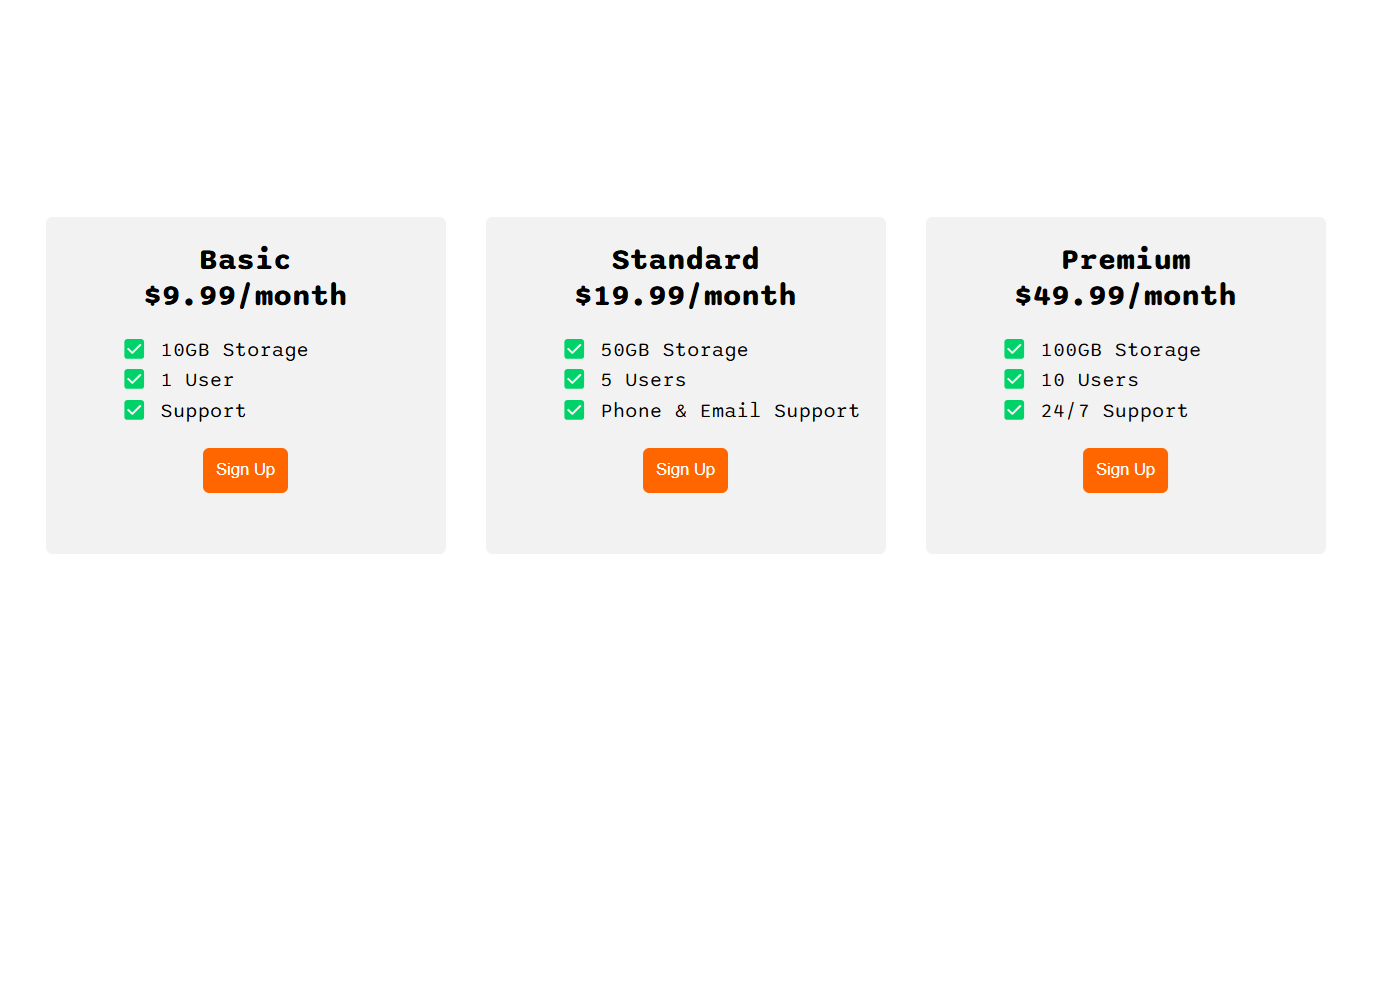 Basic
$9.99/month
10GB Storage
1 User
Support
Sign Up
Standard
$19.99/month
50GB Storage
5 Users
Phone & Email Support
Sign Up
Premium
$49.99/month
100GB Storage
10 Users
24/7 Support
Sign Up